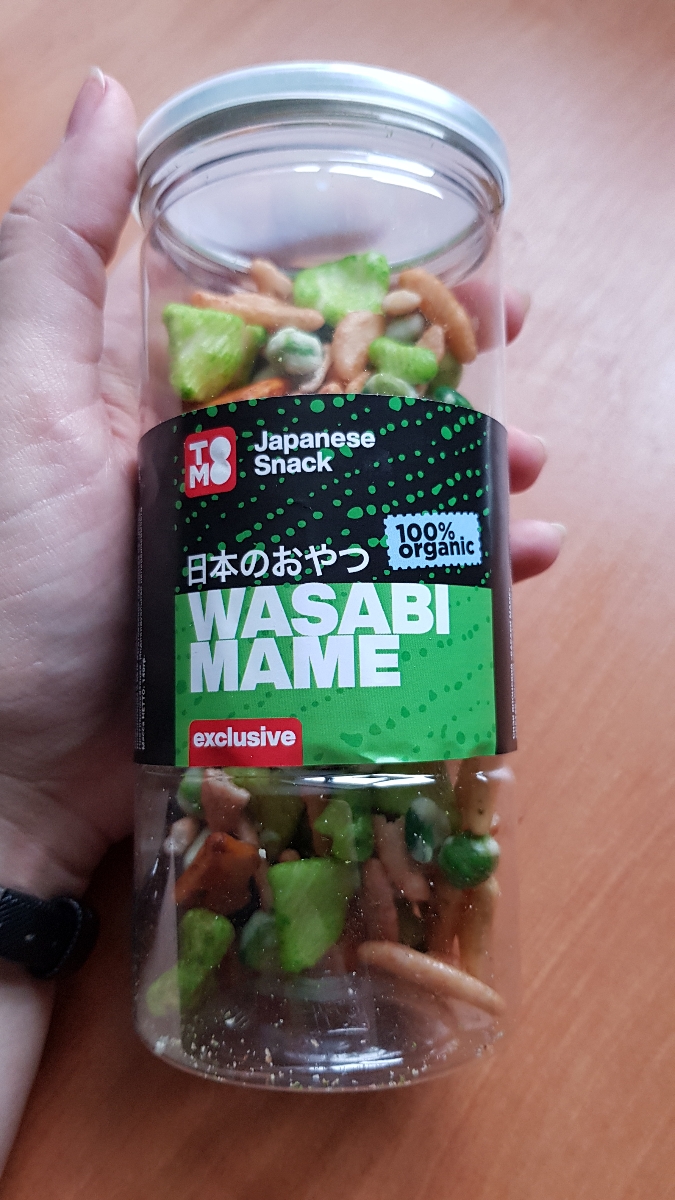 TOMO
Japanese
Snack
100%
organic
日本のおやつ
WASABI
MAME
exclusive